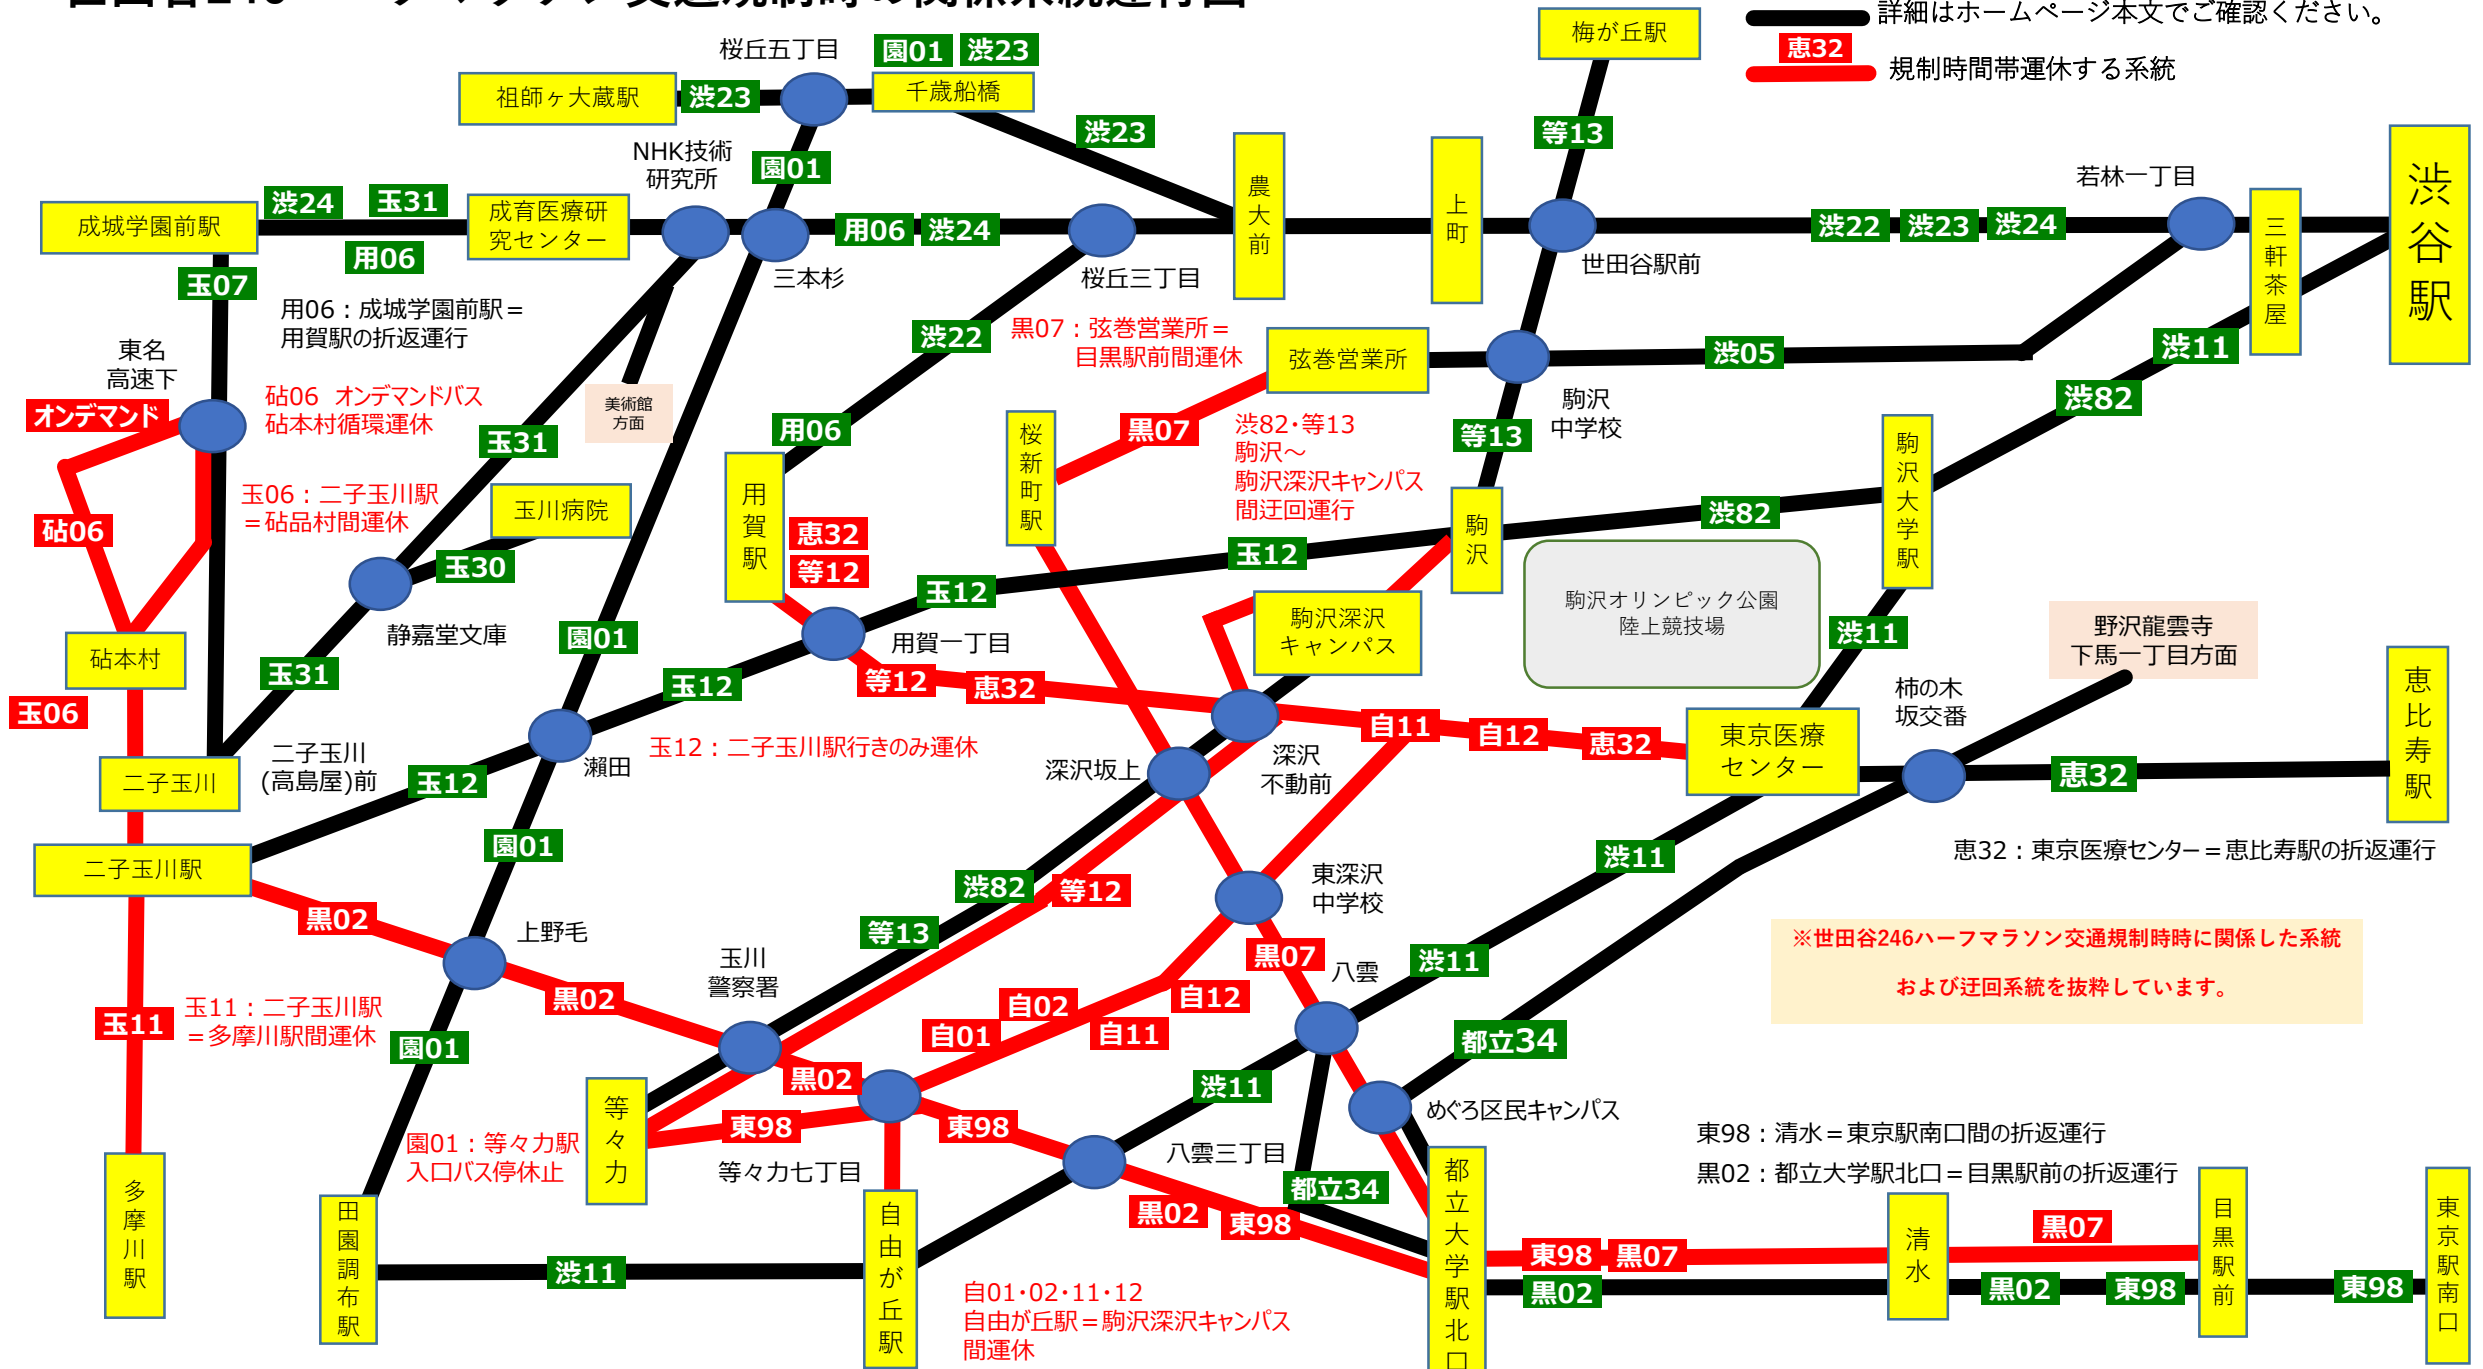 世田谷246ハーフマラソン交通規制時の関係系統運行図
詳細はホームページ本文でご確認ください。
恵32
規制時間帯運休する系統
梅が丘駅
桜丘五丁目
園01
渋23
祖師ヶ大蔵駅
渋23
千歳船橋
渋23
等13
NHK技術
研究所
園01
農大前
上町
若林一丁目
渋谷駅
成城学園前駅
渋24
玉31
用06
成育医療研
究センター
用06
渋24
渋22
渋23
渋24
三軒茶屋
玉07
三本杉
桜丘三丁目
世田谷駅前
用06：成城学園前駅＝
用賀駅の折返運行
渋22
黒07：弦巻営業所＝
目黒駅前間運休
弦巻営業所
渋05
渋11
東名
高速下
砧06　オンデマンドバス
砧本村循環運休
オンデマンド
美術館
方面
駒沢
中学校
渋82
玉31
用06
桜新町駅
黒07
渋82・等13
駒沢～
駒沢深沢キャンパス
間迂回運行
等13
駒沢大学駅
玉06：二子玉川駅
＝砧品村間運休
玉川病院
用賀駅
駒沢
渋82
砧06
玉30
恵32
等12
玉12
玉12
静嘉堂文庫
園01
用賀一丁目
駒沢深沢
キャンパス
駒沢オリンピック公園
陸上競技場
渋11
野沢龍雲寺
下馬一丁目方面
砧本村
玉31
玉12
等12
恵32
柿の木
坂交番
恵比寿駅
玉06
自11
自12
恵32
東京医療
センター
二子玉川
二子玉川
(高島屋)前
玉12
瀬田
玉12：二子玉川駅行きのみ運休
深沢坂上
深沢
不動前
恵32
二子玉川駅
園01
渋11
恵32：東京医療センター＝恵比寿駅の折返運行
黒02
上野毛
渋82
等12
東深沢
中学校
等13
玉川
警察署
黒07
八雲
渋11
※世田谷246ハーフマラソン交通規制時時に関係した系統
および迂回系統を抜粋しています。
玉11
玉11：二子玉川駅
＝多摩川駅間運休
黒02
自01
自02
自11
自12
園01
都立34
黒02
渋11
めぐろ区民キャンパス
等々力
園01：等々力駅
入口バス停休止
東98
東98
等々力七丁目
八雲三丁目
東98：清水＝東京駅南口間の折返運行
黒02：都立大学駅北口＝目黒駅前の折返運行
多摩川駅
田園調布駅
自由が丘駅
黒02
東98
都立34
都立大学駅北口
清水
目黒駅前
東京駅南口
渋11
東98
黒07
黒07
黒02
黒02
東98
東98
自01・02・11・12
自由が丘駅＝駒沢深沢キャンパス
間運休